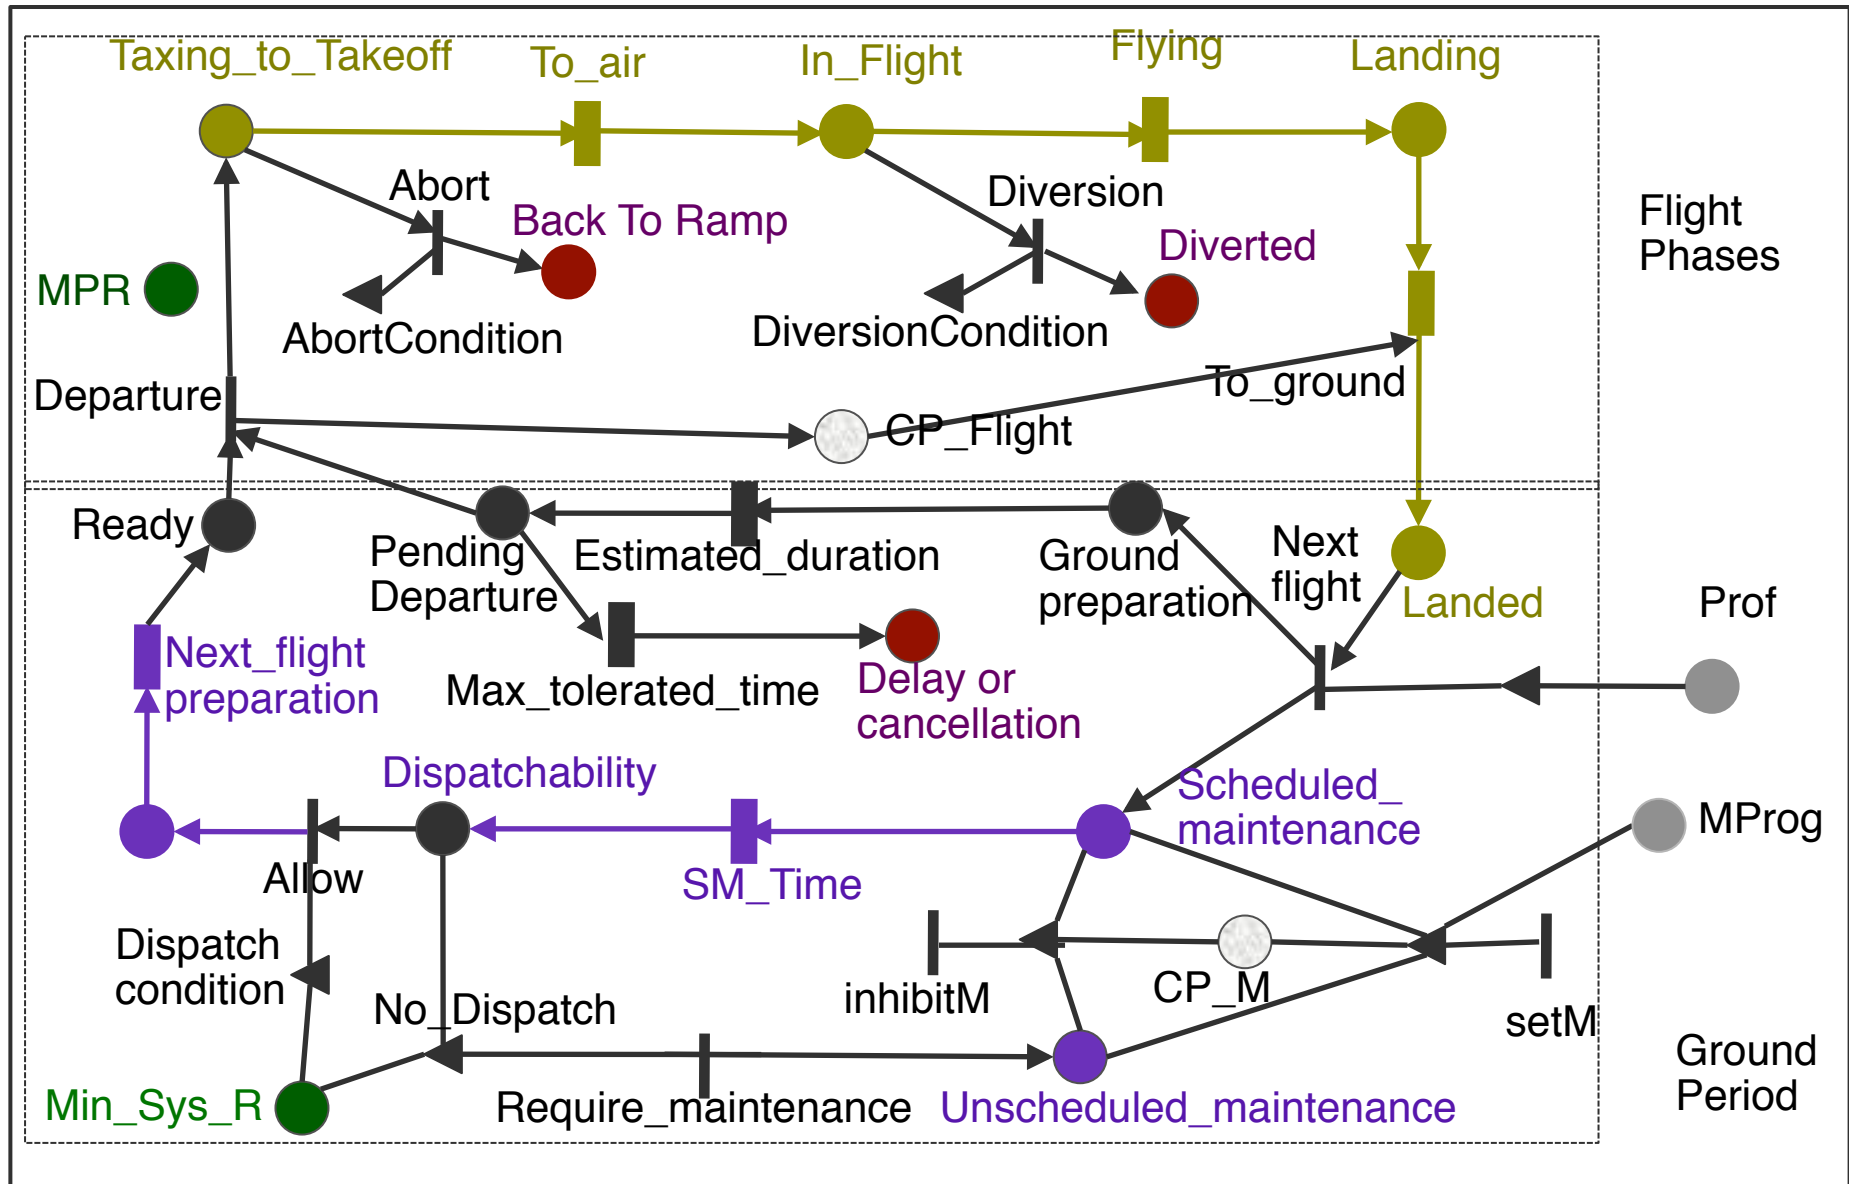 Taxing_to_Takeoff
To_air
In_Flight
Flying
Landing
Abort
Back To Ramp
Diversion
Diverted
Flight
Phases
MPR
AbortCondition
DiversionCondition
Departure
To_ground
CP_Flight
Ready
Pending
Departure
Estimated_duration
Ground
preparation
Next
flight
Landed
Prof
Next_flight
preparation
Max_tolerated_time
Delay or
cancellation
Dispatchability
Scheduled_
maintenance
MProg
Allow
SM_Time
Dispatch
condition
No_Dispatch
inhibitM
CP_M
setM
Ground
Period
Min_Sys_R
Require_maintenance
Unscheduled_maintenance